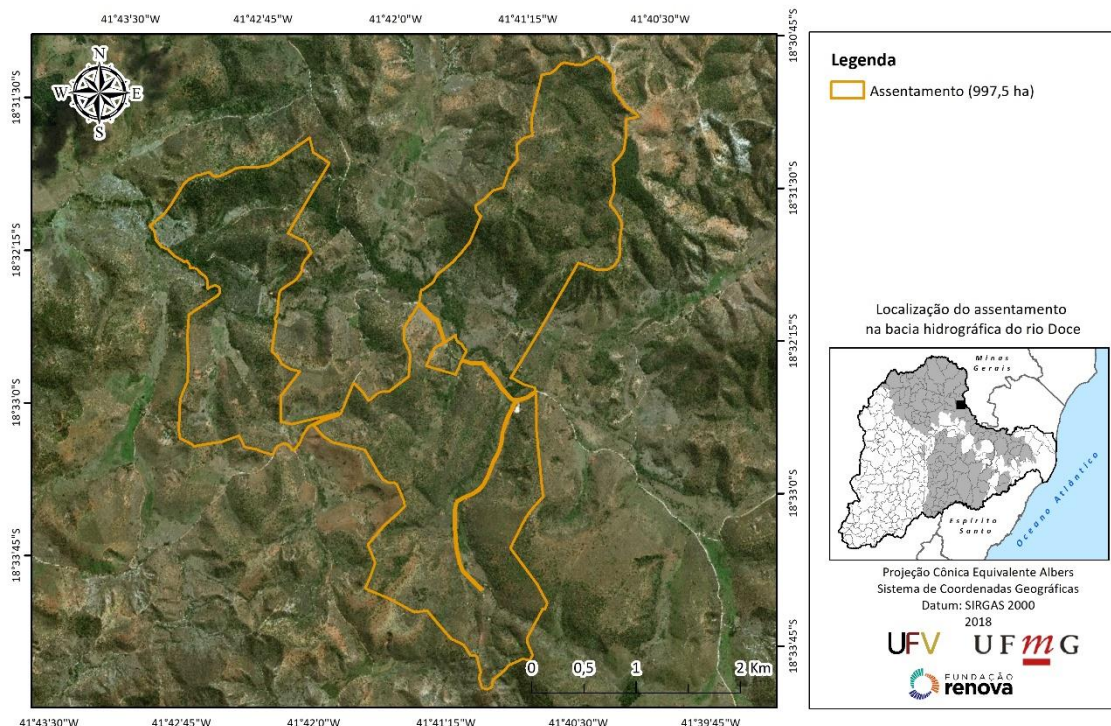 41°43'30"W 41°42'45"W 41°42'0"W 41°41'15"W 41°40'30"W
18°30'45"S
18°31'30"S
18°31'30"S
18°32'15"S
18°32'15"S
18°33'0"S
18°33'0"S
18°33'45"S
18°33'45"S
N
W E
S
0 0,5 1 2 Km
41°43'30"W 41°42'45"W 41°42'0"W 41°41'15"W 41°40'30"W 41°39'45"W
Legenda
Assentamento (997,5 ha)
Localização do assentamento
na bacia hidrográfica do rio Doce
Minas
Gerais
Espírito
Santo
Oceano Atlântico
Projeção Cônica Equivalente Albers
Sistema de Coordenadas Geográficas
Datum: SIRGAS 2000
2018
UFV UFmG
FUNDAÇÃO
renova